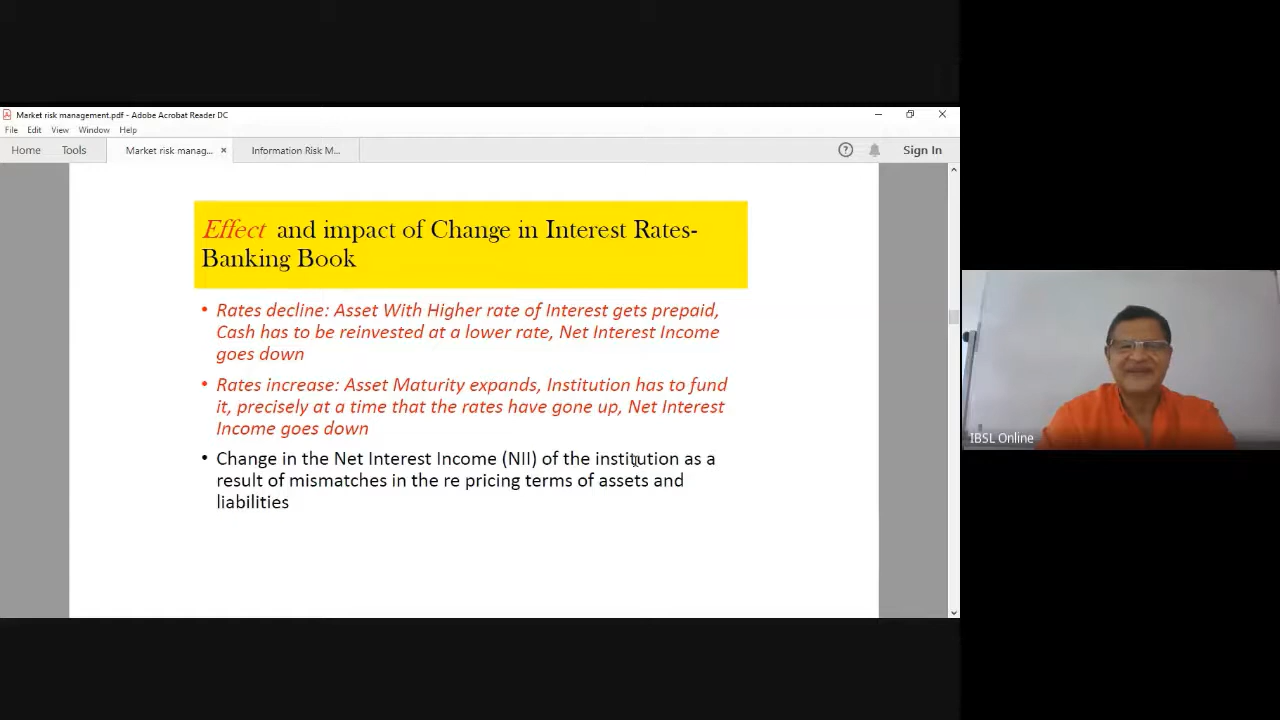 Market risk management.pdf - Adobe Acrobat Reader DC
File Edit View Window Help
Home Tools Market risk manag... × Information Risk M... Sign In
Effect and impact of Change in Interest Rates-
Banking Book
• Rates decline: Asset With Higher rate of Interest gets prepaid,
Cash has to be reinvested at a lower rate, Net Interest Income
goes down
• Rates increase: Asset Maturity expands, Institution has to fund
it, precisely at a time that the rates have gone up, Net Interest
Income goes down
• Change in the Net Interest Income (NII) of the institution as a
result of mismatches in the re pricing terms of assets and
liabilities
IBSL Online